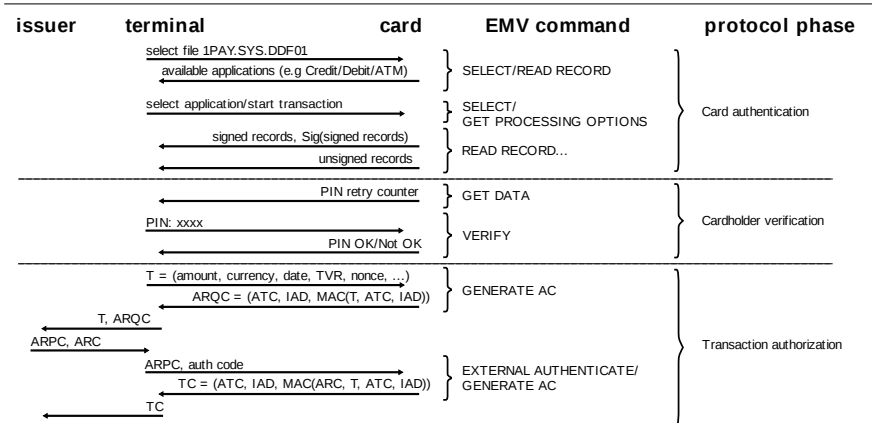 issuer terminal card EMV command protocol phase
select file 1PAY.SYS.DDF01
available applications (e.g Credit/Debit/ATM)
SELECT/READ RECORD
select application/start transaction
SELECT/
GET PROCESSING OPTIONS
Card authentication
signed records, Sig(signed records)
unsigned records
READ RECORD...
PIN retry counter
GET DATA
PIN: xxxx
PIN OK/Not OK
VERIFY
Cardholder verification
T = (amount, currency, date, TVR, nonce, ...)
ARQC = (ATC, IAD, MAC(T, ATC, IAD))
GENERATE AC
T, ARQC
ARPC, ARC
Transaction authorization
ARPC, auth code
TC = (ATC, IAD, MAC(ARC, T, ATC, IAD))
EXTERNAL AUTHENTICATE/
GENERATE AC
TC